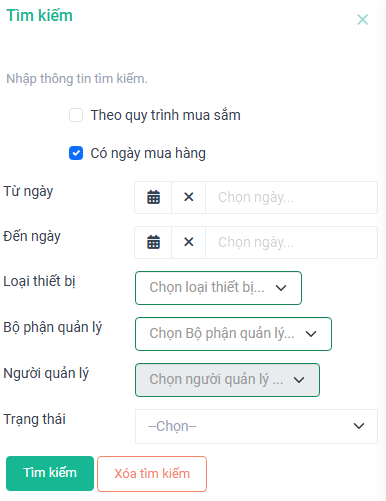 Tìm kiếm
Nhập thông tin tìm kiếm.
Theo quy trình mua sắm
Có ngày mua hàng
Từ ngày
Chọn ngày...
Đến ngày
Chọn ngày...
Loại thiết bị
Chọn loại thiết bị...
Bộ phận quản lý
Chọn Bộ phận quản lý...
Người quản lý
Chọn người quản lý ...
Trạng thái
--Chọn--
Tìm kiếm
Xóa tìm kiếm